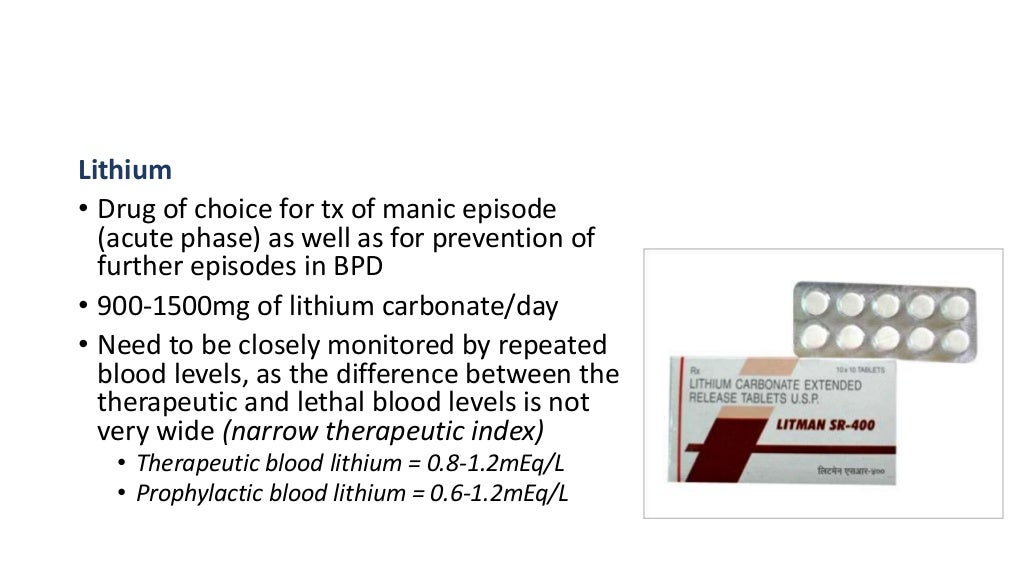 Lithium
• Drug of choice for tx of manic episode
(acute phase) as well as for prevention of
further episodes in BPD
• 900-1500mg of lithium carbonate/day
• Need to be closely monitored by repeated
blood levels, as the difference between the
therapeutic and lethal blood levels is not
very wide (narrow therapeutic index)
• Therapeutic blood lithium = 0.8-1.2mEq/L
• Prophylactic blood lithium = 0.6-1.2mEq/L
Rx 10x10 TABLETS
LITHIUM CARBONATE EXTENDED
RELEASE TABLETS U.S.P.
LITMAN SR-400
लिटमेन एसआर-४००